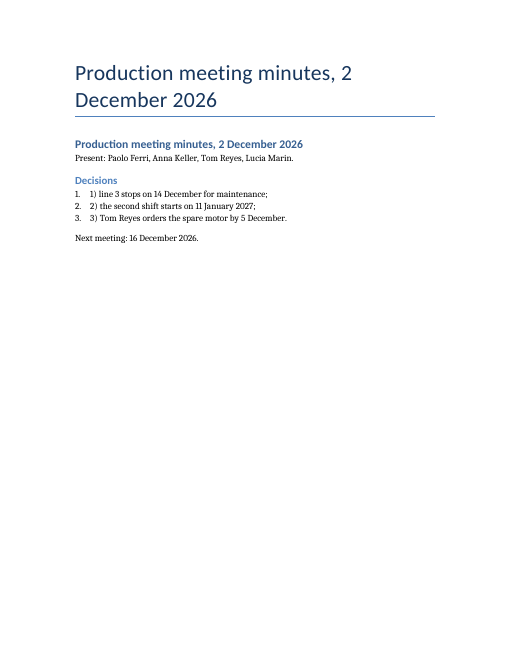 Production meeting minutes, 2
December 2026
Production meeting minutes, 2 December 2026
Present: Paolo Ferri, Anna Keller, Tom Reyes, Lucia Marin.
Decisions
1. 1) line 3 stops on 14 December for maintenance;
2. 2) the second shift starts on 11 January 2027;
3. 3) Tom Reyes orders the spare motor by 5 December.
Next meeting: 16 December 2026.